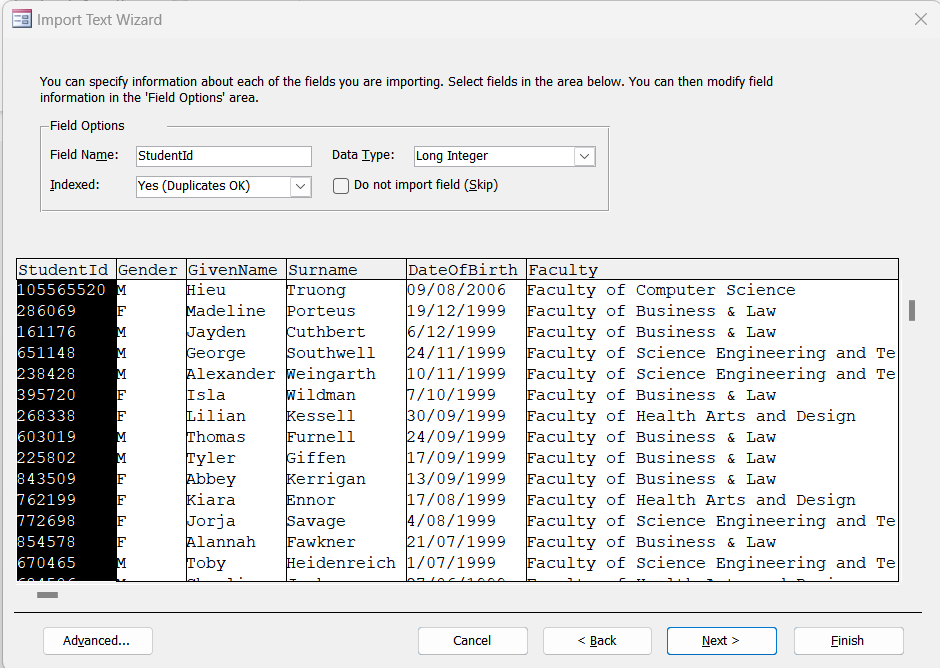 Import Text Wizard
You can specify information about each of the fields you are importing. Select fields in the area below. You can then modify field
information in the 'Field Options' area.
Field Options
Field Name: StudentId Data Type: Long Integer
Indexed: Yes (Duplicates OK) Do not import field (Skip)
StudentId Gender GivenName Surname DateOfBirth Faculty
105565520 M Hieu Truong 09/08/2006 Faculty of Computer Science
286069 F Madeline Porteus 19/12/1999 Faculty of Business & Law
161176 M Jayden Cuthbert 6/12/1999 Faculty of Business & Law
651148 M George Southwell 24/11/1999 Faculty of Science Engineering and Te
238428 M Alexander Weingarth 10/11/1999 Faculty of Science Engineering and Te
395720 F Isla Wildman 7/10/1999 Faculty of Business & Law
268338 F Lilian Kessell 30/09/1999 Faculty of Health Arts and Design
603019 M Thomas Furnell 24/09/1999 Faculty of Business & Law
225802 M Tyler Giffen 17/09/1999 Faculty of Business & Law
843509 F Abbey Kerrigan 13/09/1999 Faculty of Business & Law
762199 F Kiara Ennor 17/08/1999 Faculty of Health Arts and Design
772698 F Jorja Savage 4/08/1999 Faculty of Science Engineering and Te
854578 F Alannah Fawkner 21/07/1999 Faculty of Business & Law
670465 M Toby Heidenreich 1/07/1999 Faculty of Science Engineering and Te
Advanced... Cancel < Back Next > Finish